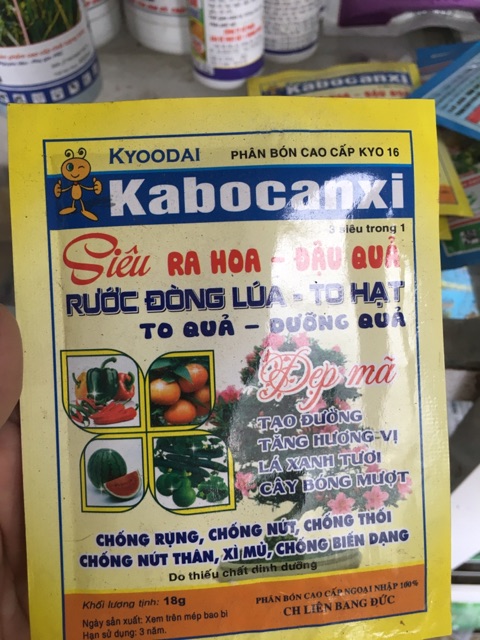 Kabocanxi
KYOODAI PHÂN BÓN CAO CẤP KYO 16
Kabocanxi
3 siêu trong 1
Siêu RA HOA - ĐẬU QUẢ
RƯỚC ĐÒNG LÚA - TO HẠT
TO QUẢ - DƯỠNG QUẢ
Đẹp mã
TẠO ĐƯỜNG
TĂNG HƯƠNG VỊ
LÁ XANH TƯƠI
CÂY BÓNG MƯỢT
CHỐNG RỤNG, CHỐNG NỨT, CHỐNG THỐI
CHỐNG NỨT THÂN, XÌ MỦ, CHỐNG BIẾN DẠNG
Do thiếu chất dinh dưỡng
Khối lượng tịnh: 18g
PHÂN BÓN CAO CẤP NGOẠI NHẬP 100%
CH LIÊN BANG ĐỨC
Ngày sản xuất: Xem trên mép bao bì
Hạn sử dụng: 3 năm.